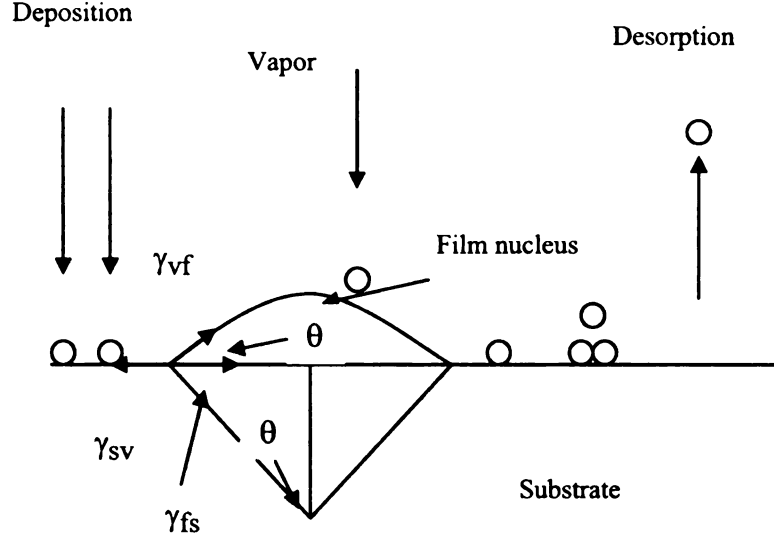 Deposition
Vapor
Desorption
Film nucleus
γvf
θ
θ
γsv
γfs
Substrate